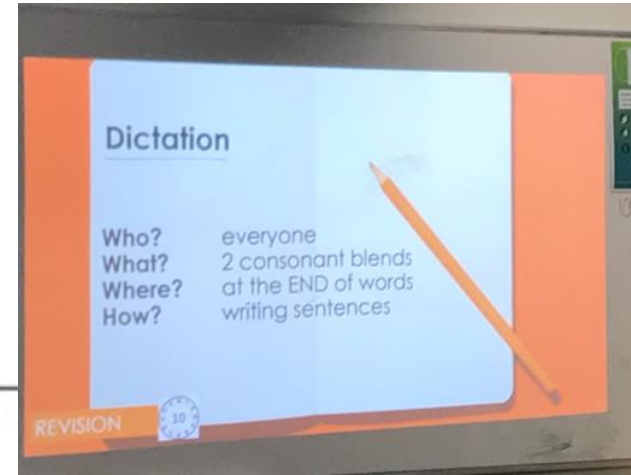 Dictation
Who? everyone
What? 2 consonant blends
Where? at the END of words
How? writing sentences
REVISION 10